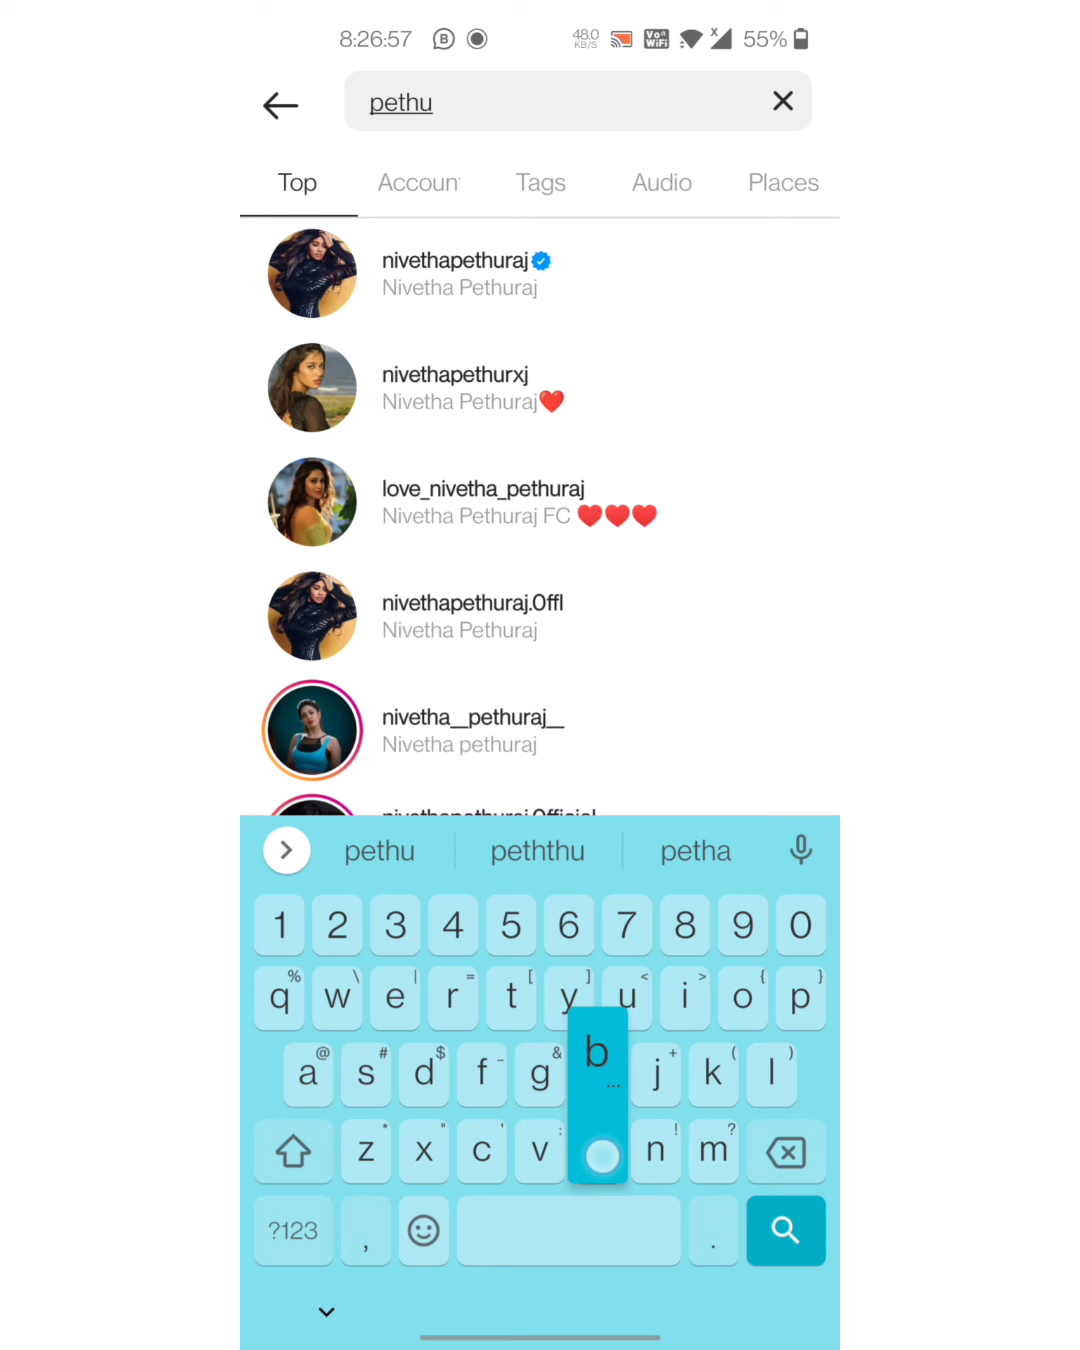 8:26:57 B 48.0 KB/S Vo WiFi X 55%
pethu
Top Accoun Tags Audio Places
nivethapethuraj
Nivetha Pethuraj
nivethapethurxj
Nivetha Pethuraj❤️
love_nivetha_pethuraj
Nivetha Pethuraj FC ♥️♥️♥️
nivethapethuraj.0ffl
Nivetha Pethuraj
nivetha__pethuraj__
Nivetha pethuraj
pethu peththu petha
1 2 3 4 5 6 7 8 9 0
% \ | = [ ] < > { }
q w e r t y u i o p
@ # $ _ & + ( )
a s d f g b... j k l
* " ' : ! ?
z x c v n m
?123 , .